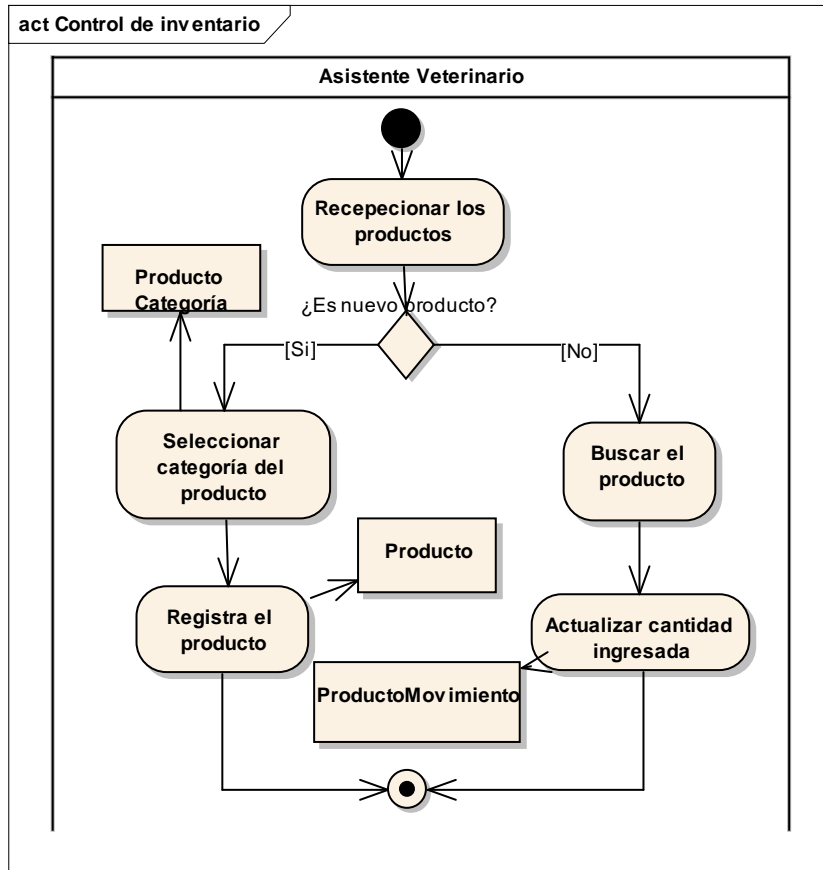 act Control de inventario
Asistente Veterinario
Recepecionar los
productos
Producto
Categoría
¿Es nuevo producto?
[Si]
[No]
Seleccionar
categoría del
producto
Buscar el
producto
Producto
Registra el
producto
Actualizar cantidad
ingresada
ProductoMovimiento